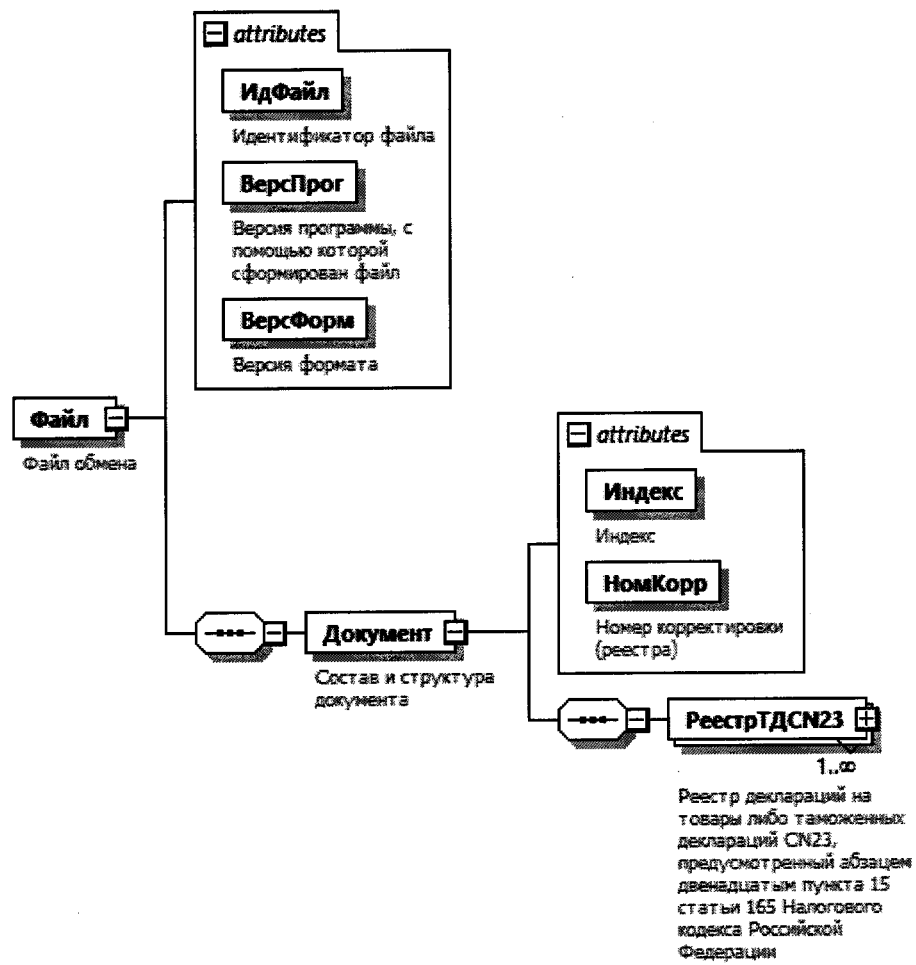 attributes
ИдФайл
Идентификатор файла
ВерсПрог
Версия программы, с
помощью которой
сформирован файл
ВерсФорм
Версия формата
Файл
Файл обмена
attributes
Индекс
Индекс
НомКорр
Номер корректировки
(реестра)
Документ
Состав и структура
документа
РеестрТДCN23
1..∞
Реестр деклараций на
товары либо таможенных
деклараций CN23,
предусмотренный абзацем
двенадцатым пункта 15
статьи 165 Налогового
кодекса Российской
Федерации